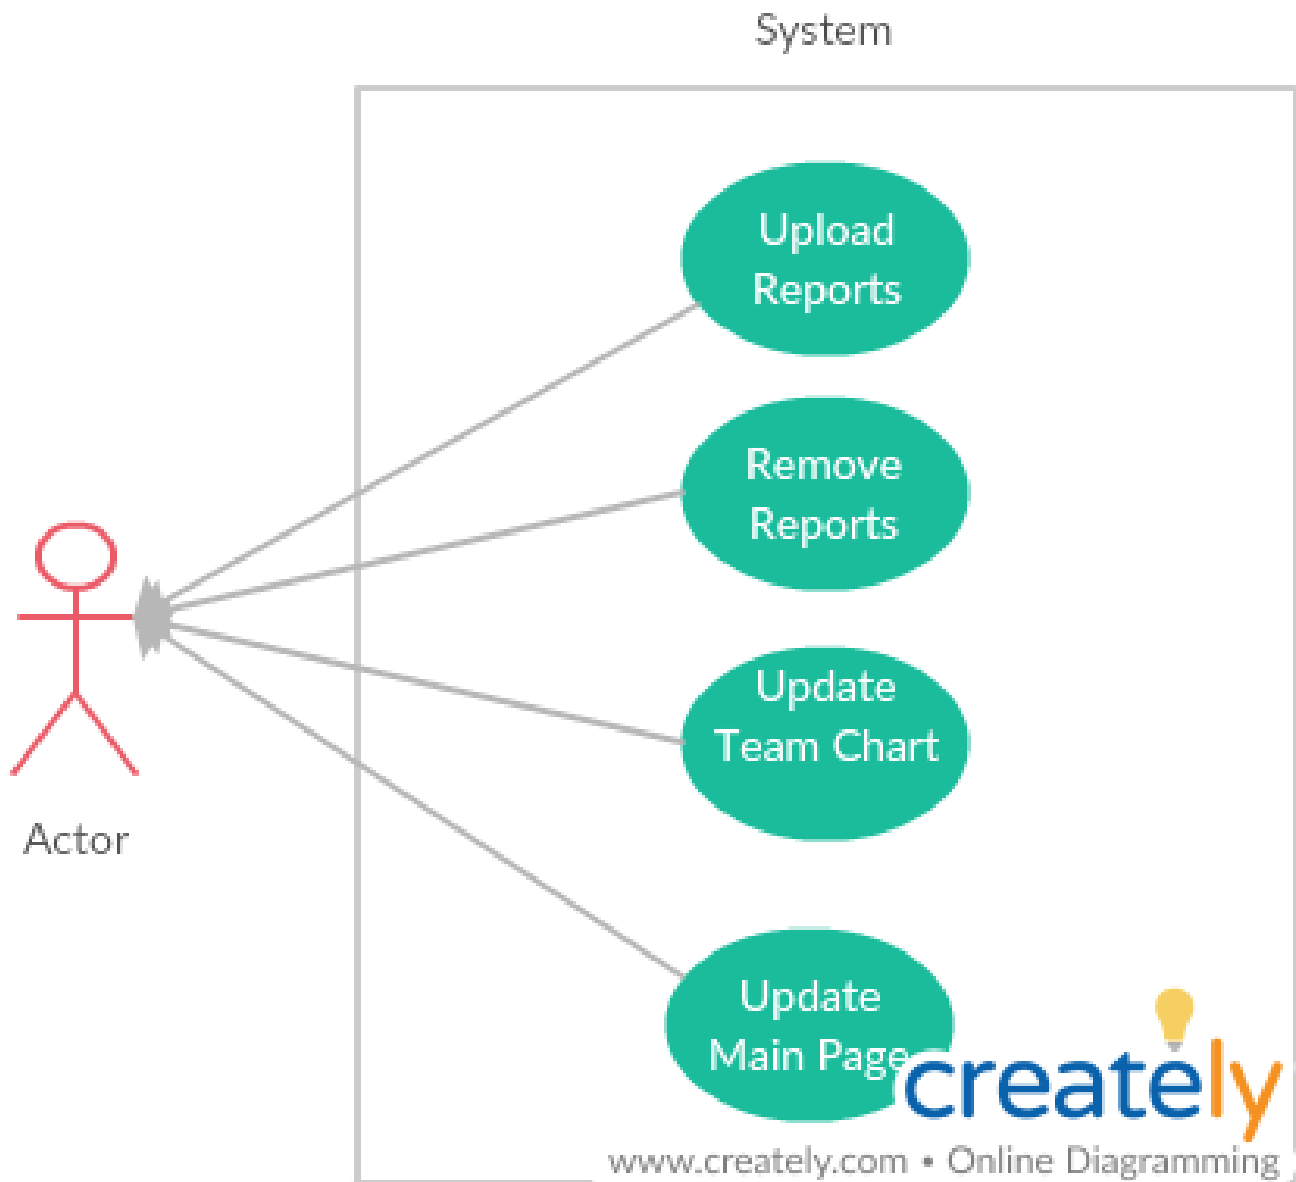 System
Upload
Reports
Remove
Reports
Update
Team Chart
Actor
Update
Main Page
creately
www.creately.com • Online Diagramming